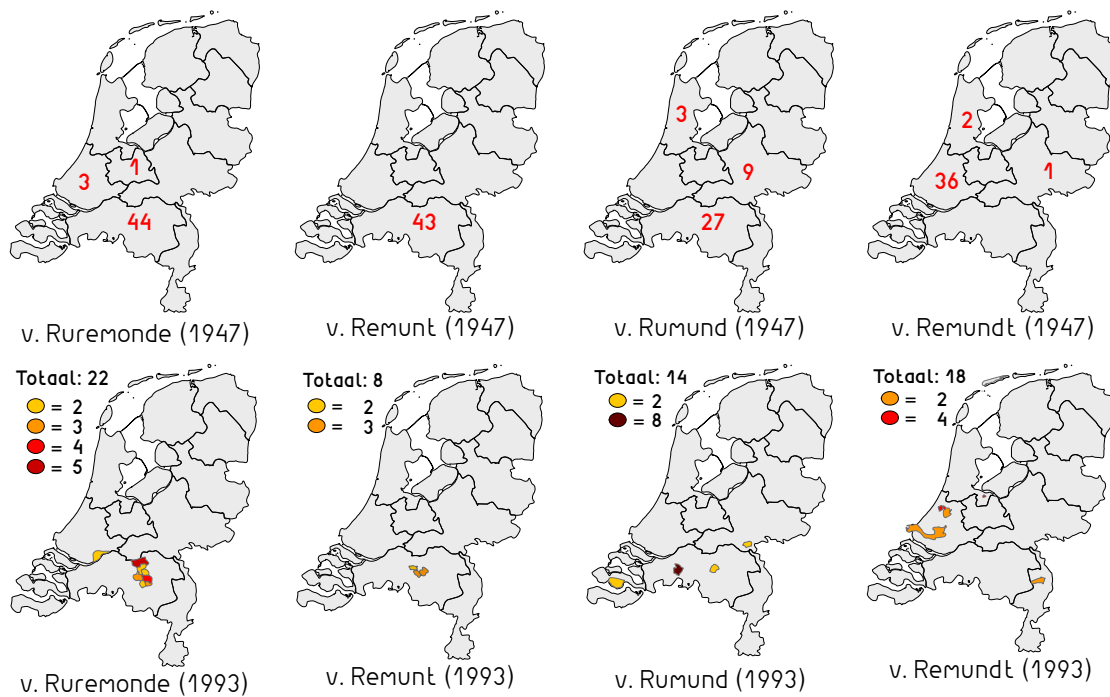 3
1
44
v. Ruremonde (1947)
43
v. Remunt (1947)
3
9
27
v. Rumund (1947)
2
36
1
v. Remundt (1947)
Totaal: 22
= 2
= 3
= 4
= 5
v. Ruremonde (1993)
Totaal: 8
= 2
= 3
v. Remunt (1993)
Totaal: 14
= 2
= 8
v. Rumund (1993)
Totaal: 18
= 2
= 4
v. Remundt (1993)